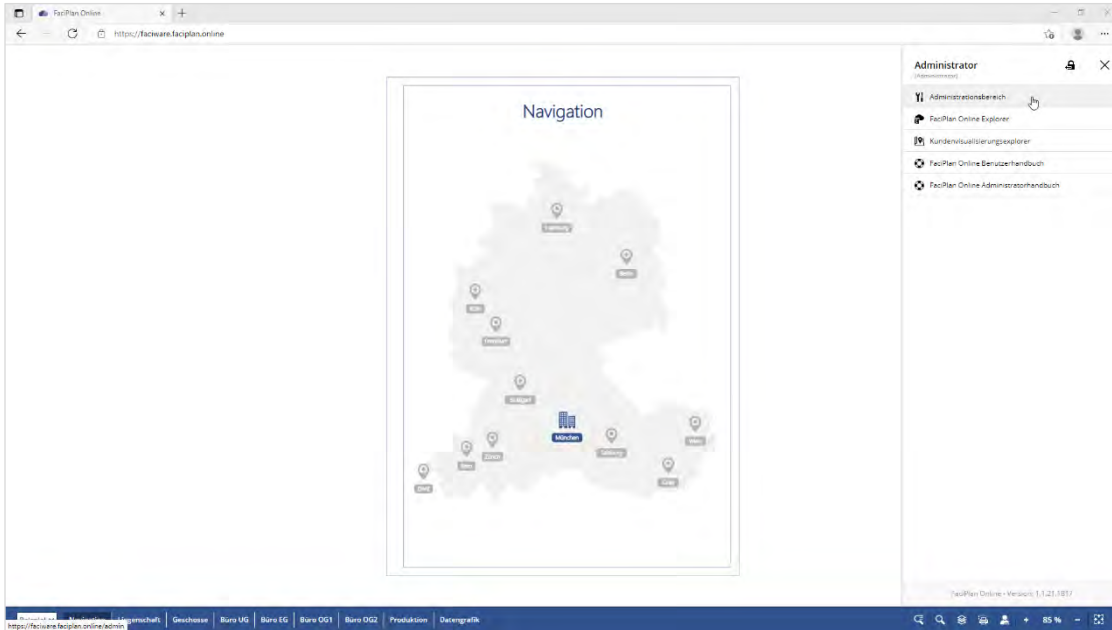 FaciPlan Online
https://faciware.faciplan.online
Administrator
(Administrator)
Administrationsbereich
FaciPlan Online Explorer
Kundenvisualisierungsexplorer
FaciPlan Online Benutzerhandbuch
FaciPlan Online Administratorhandbuch
Navigation
Hamburg
Berlin
Köln
Frankfurt
Stuttgart
München
Salzburg
Wien
Zürich
Bern
Graz
Genf
FaciPlan Online - Version: 1.1.21.1817
Geschosse
Büro UG
Büro EG
Büro OG1
Büro OG2
Produktion
Datengrafik
85 %
https://faciware.faciplan.online/admin